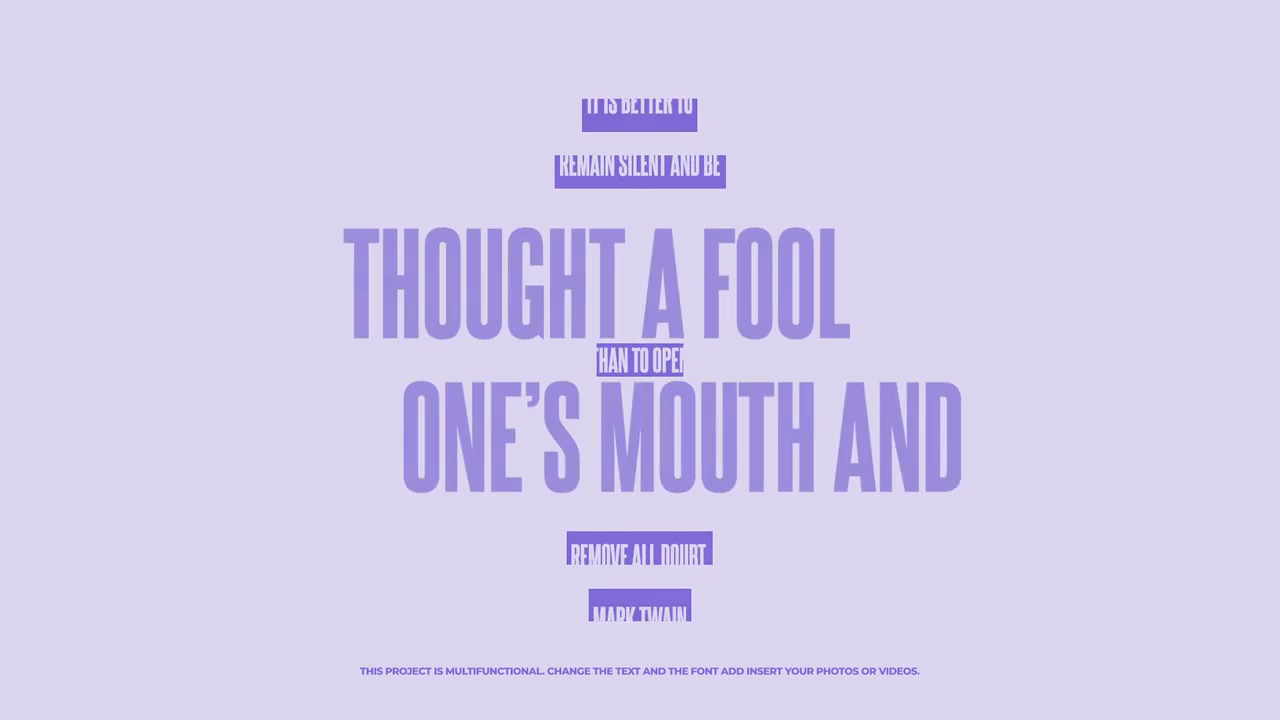 IT IS BETTER TO
REMAIN SILENT AND BE
THOUGHT A FOOL
THAN TO OPEN
ONE’S MOUTH AND
REMOVE ALL DOUBT
MARK TWAIN
THIS PROJECT IS MULTIFUNCTIONAL. CHANGE THE TEXT AND THE FONT ADD INSERT YOUR PHOTOS OR VIDEOS.